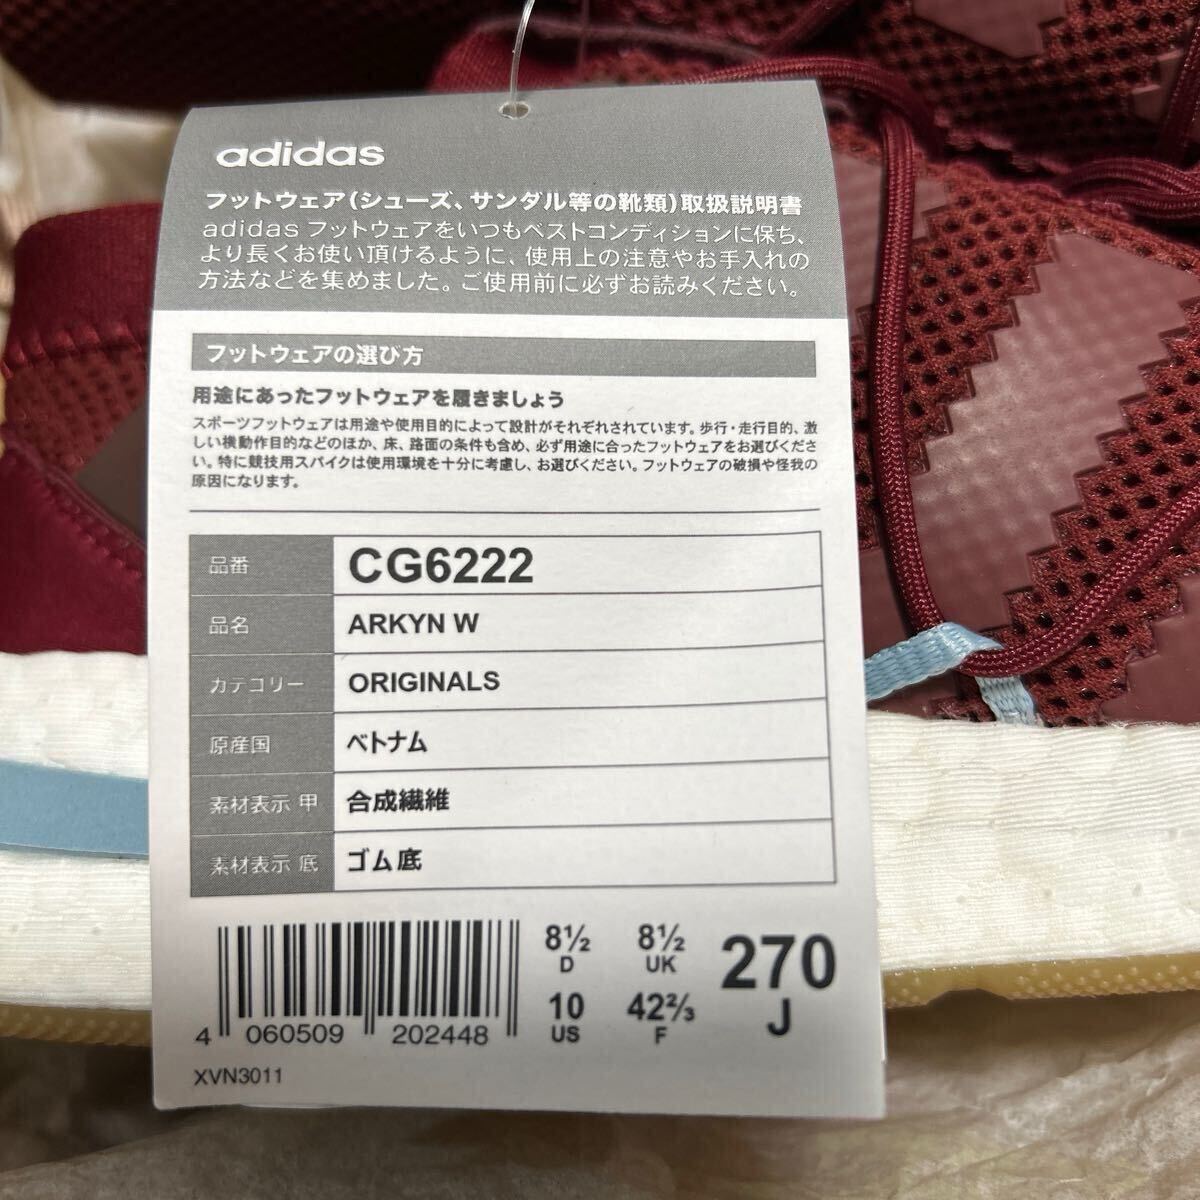 adidas
フットウェア(シューズ、サンダル等の靴類)取扱説明書
adidas フットウェアをいつもベストコンディションに保ち、
より長くお使い頂けるように、使用上の注意やお手入れの
方法などを集めました。ご使用前に必ずお読みください。
フットウェアの選び方
用途にあったフットウェアを履きましょう
スポーツフットウェアは用途や使用目的によって設計がそれぞれされています。歩行・走行目的、激
しい機動作目的などのほか、床、路面の条件も含め、必ず用途に合ったフットウェアをお選びくださ
い。特に競技用スパイクは使用環境を十分に考慮し、お選びください。フットウェアの破損や怪我の
原因になります。
品番 CG6222
品名 ARKYN W
カテゴリー ORIGINALS
原産国 ベトナム
素材表示 甲 合成繊維
素材表示 底 ゴム底
8½ 8½ 270
D UK J
10 42⅔
US F
4 060509 202448
XVN3011